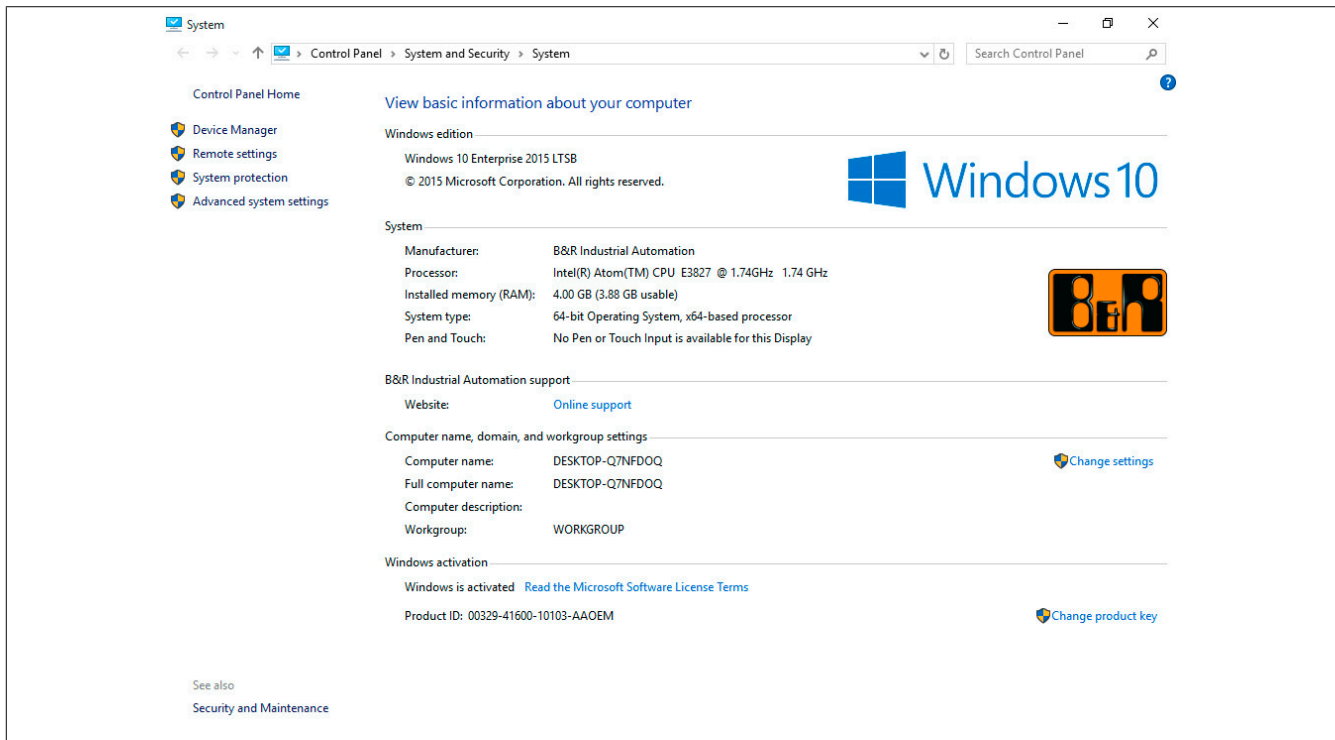 System
Control Panel > System and Security > System
Search Control Panel
?
Control Panel Home
Device Manager
Remote settings
System protection
Advanced system settings
View basic information about your computer
Windows edition
Windows 10 Enterprise 2015 LTSB
© 2015 Microsoft Corporation. All rights reserved.
Windows 10
System
Manufacturer: B&R Industrial Automation
Processor: Intel(R) Atom(TM) CPU E3827 @ 1.74GHz 1.74 GHz
Installed memory (RAM): 4.00 GB (3.88 GB usable)
System type: 64-bit Operating System, x64-based processor
Pen and Touch: No Pen or Touch Input is available for this Display
B&R
B&R Industrial Automation support
Website: Online support
Computer name, domain, and workgroup settings
Computer name: DESKTOP-Q7NFDOQ
Change settings
Full computer name: DESKTOP-Q7NFDOQ
Computer description:
Workgroup: WORKGROUP
Windows activation
Windows is activated Read the Microsoft Software License Terms
Product ID: 00329-41600-10103-AAOEM
Change product key
See also
Security and Maintenance